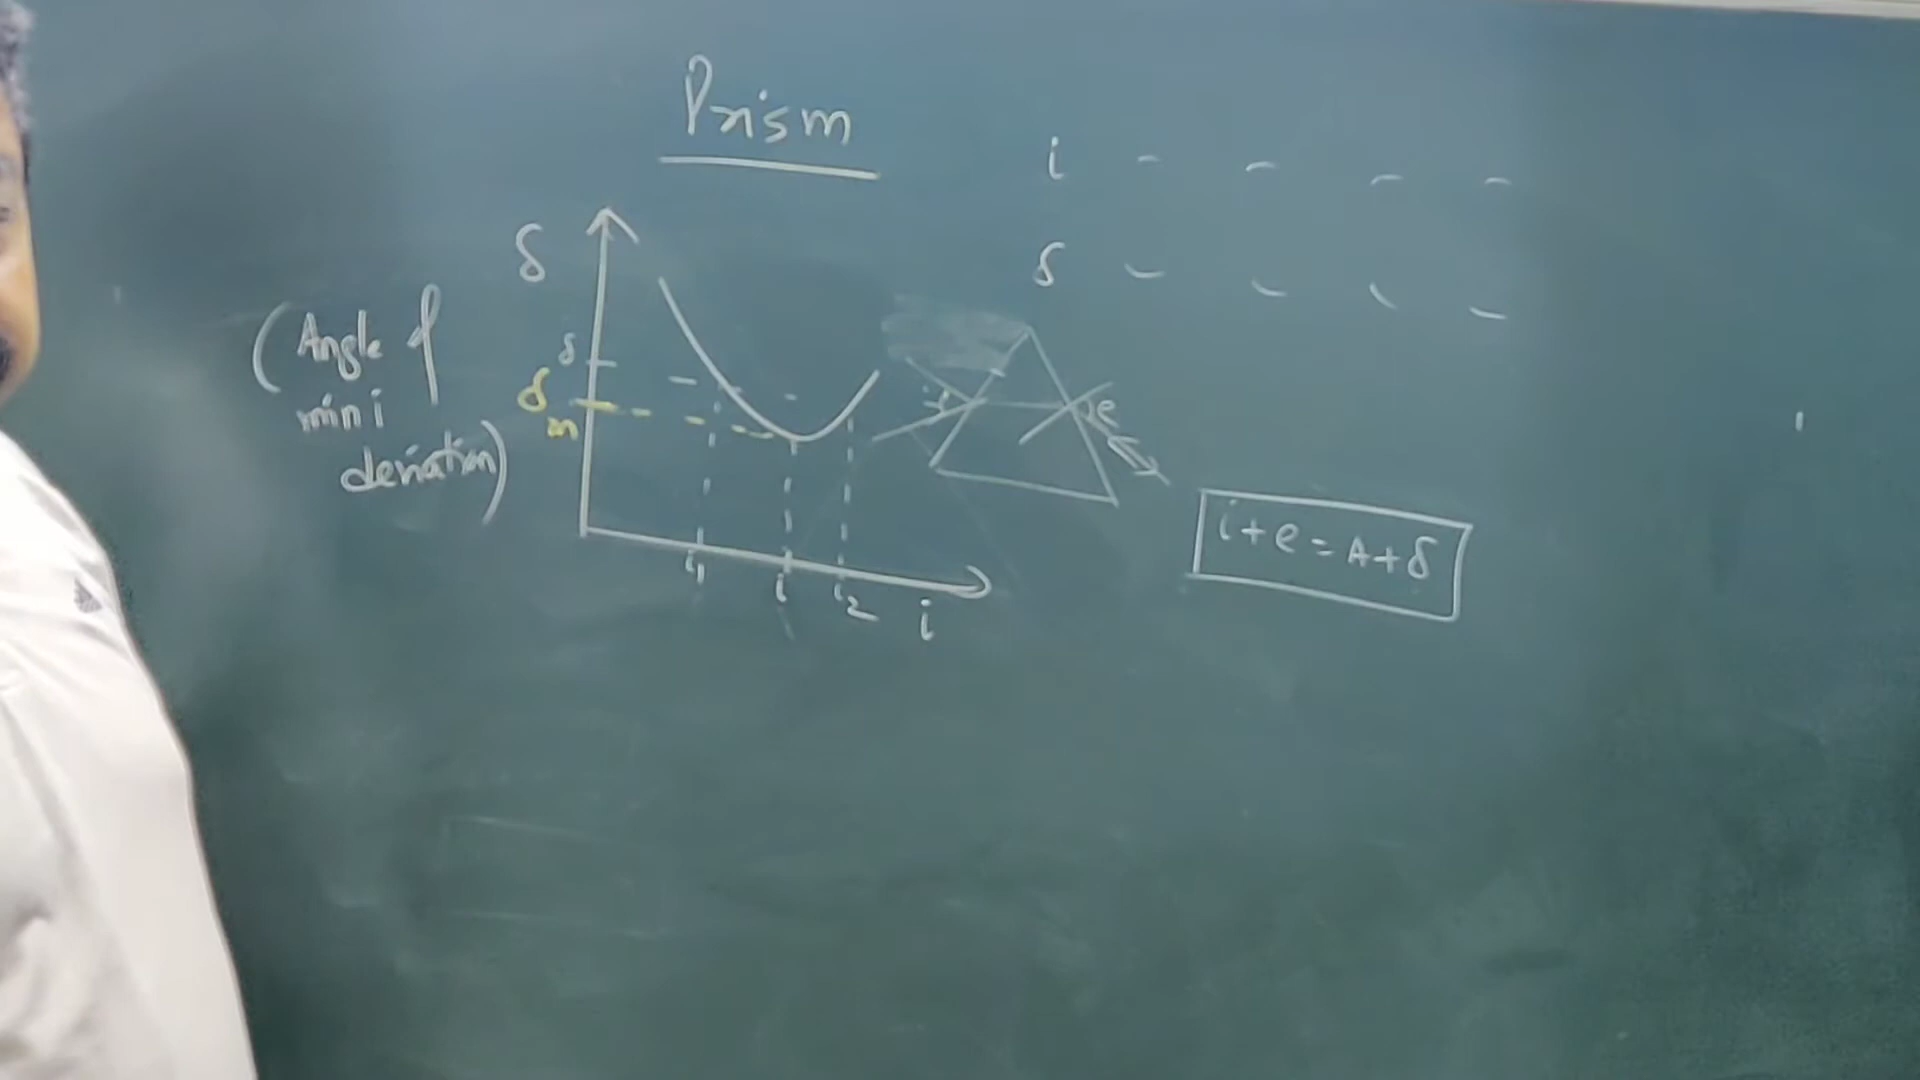 Prism
i - - - -
δ - - - -
δ
(Angle of
mini
deviation)
δ
δm
i e
i + e = A + δ
i1 i i2 i